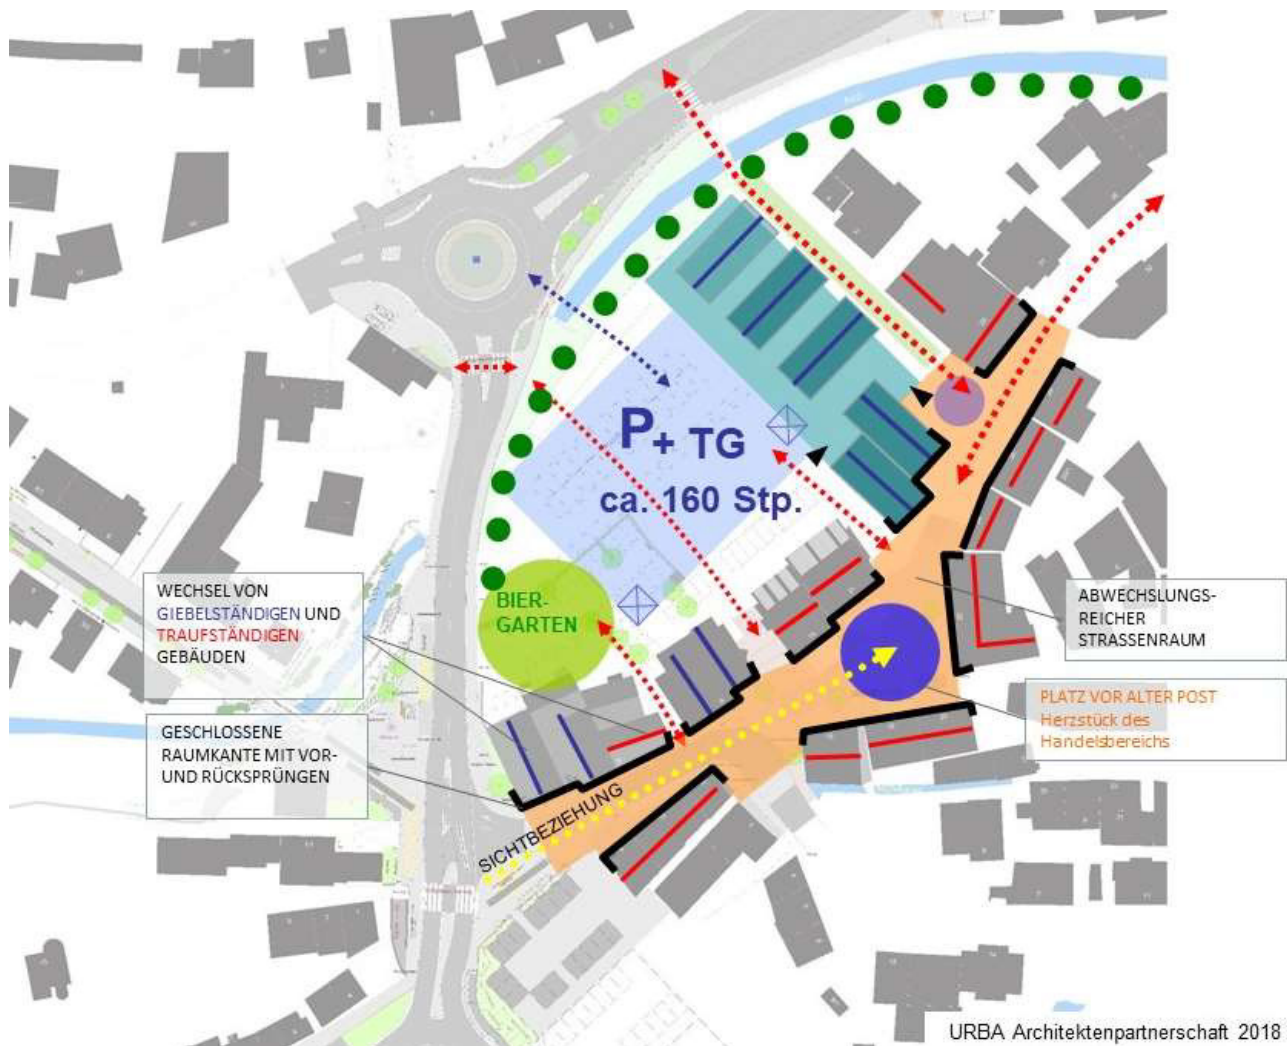 P+ TG
ca. 160 Stp.
BIER-
GARTEN
WECHSEL VON
GIEBELSTÄNDIGEN UND
TRAUFSTÄNDIGEN
GEBÄUDEN
GESCHLOSSENE
RAUMKANTE MIT VOR-
UND RÜCKSPRÜNGEN
SICHTBEZIEHUNG
ABWECHSLUNGS-
REICHER
STRASSENRAUM
PLATZ VOR ALTER POST
Herzstück des
Handelsbereichs
URBA Architektenpartnerschaft 2018